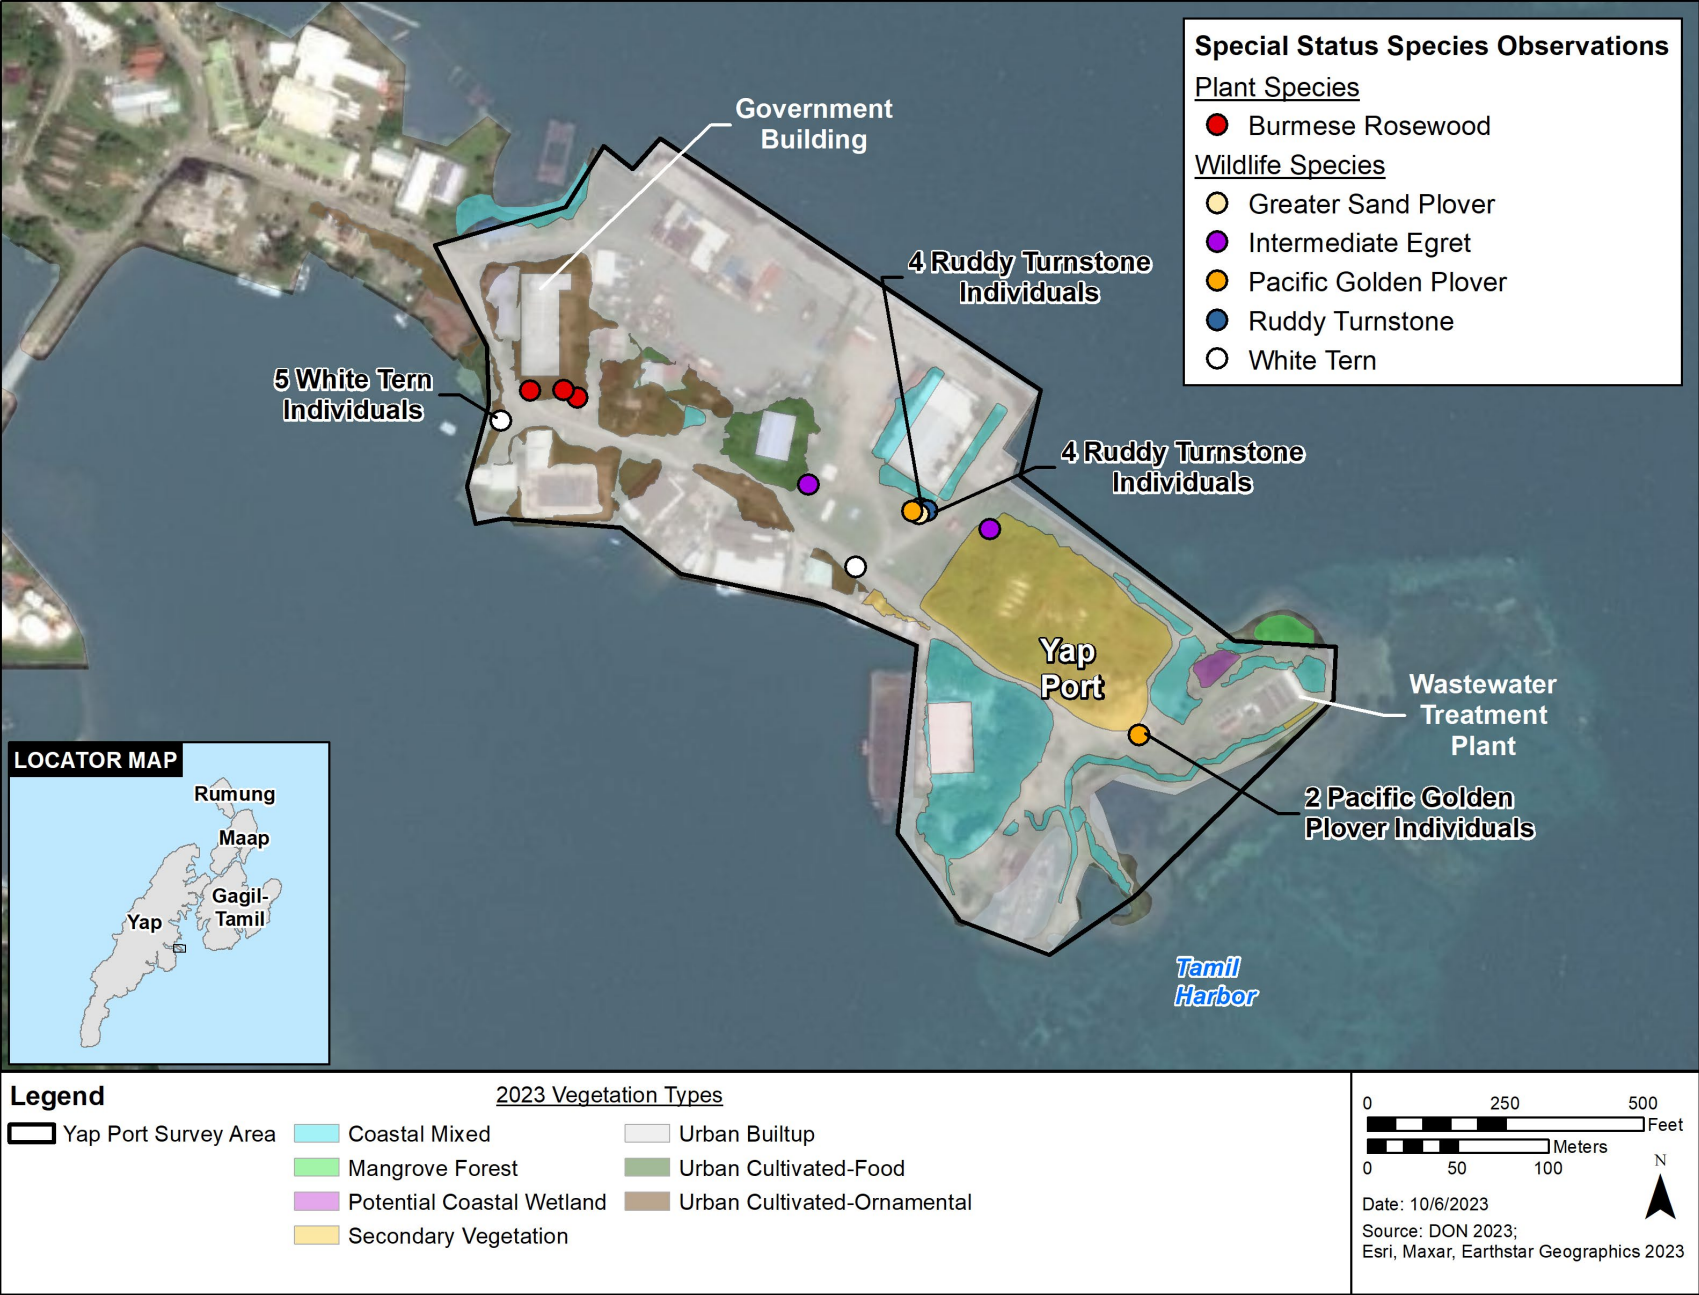 Special Status Species Observations
Plant Species
Burmese Rosewood
Wildlife Species
Greater Sand Plover
Intermediate Egret
Pacific Golden Plover
Ruddy Turnstone
White Tern
Government
Building
4 Ruddy Turnstone
Individuals
5 White Tern
Individuals
4 Ruddy Turnstone
Individuals
Yap
Port
Wastewater
Treatment
Plant
2 Pacific Golden
Plover Individuals
Tamil
Harbor
LOCATOR MAP
Rumung
Maap
Gagil-
Tamil
Yap
Legend
Yap Port Survey Area
2023 Vegetation Types
Coastal Mixed
Mangrove Forest
Potential Coastal Wetland
Secondary Vegetation
Urban Builtup
Urban Cultivated-Food
Urban Cultivated-Ornamental
0 250 500
Feet
Meters
0 50 100
N
Date: 10/6/2023
Source: DON 2023;
Esri, Maxar, Earthstar Geographics 2023